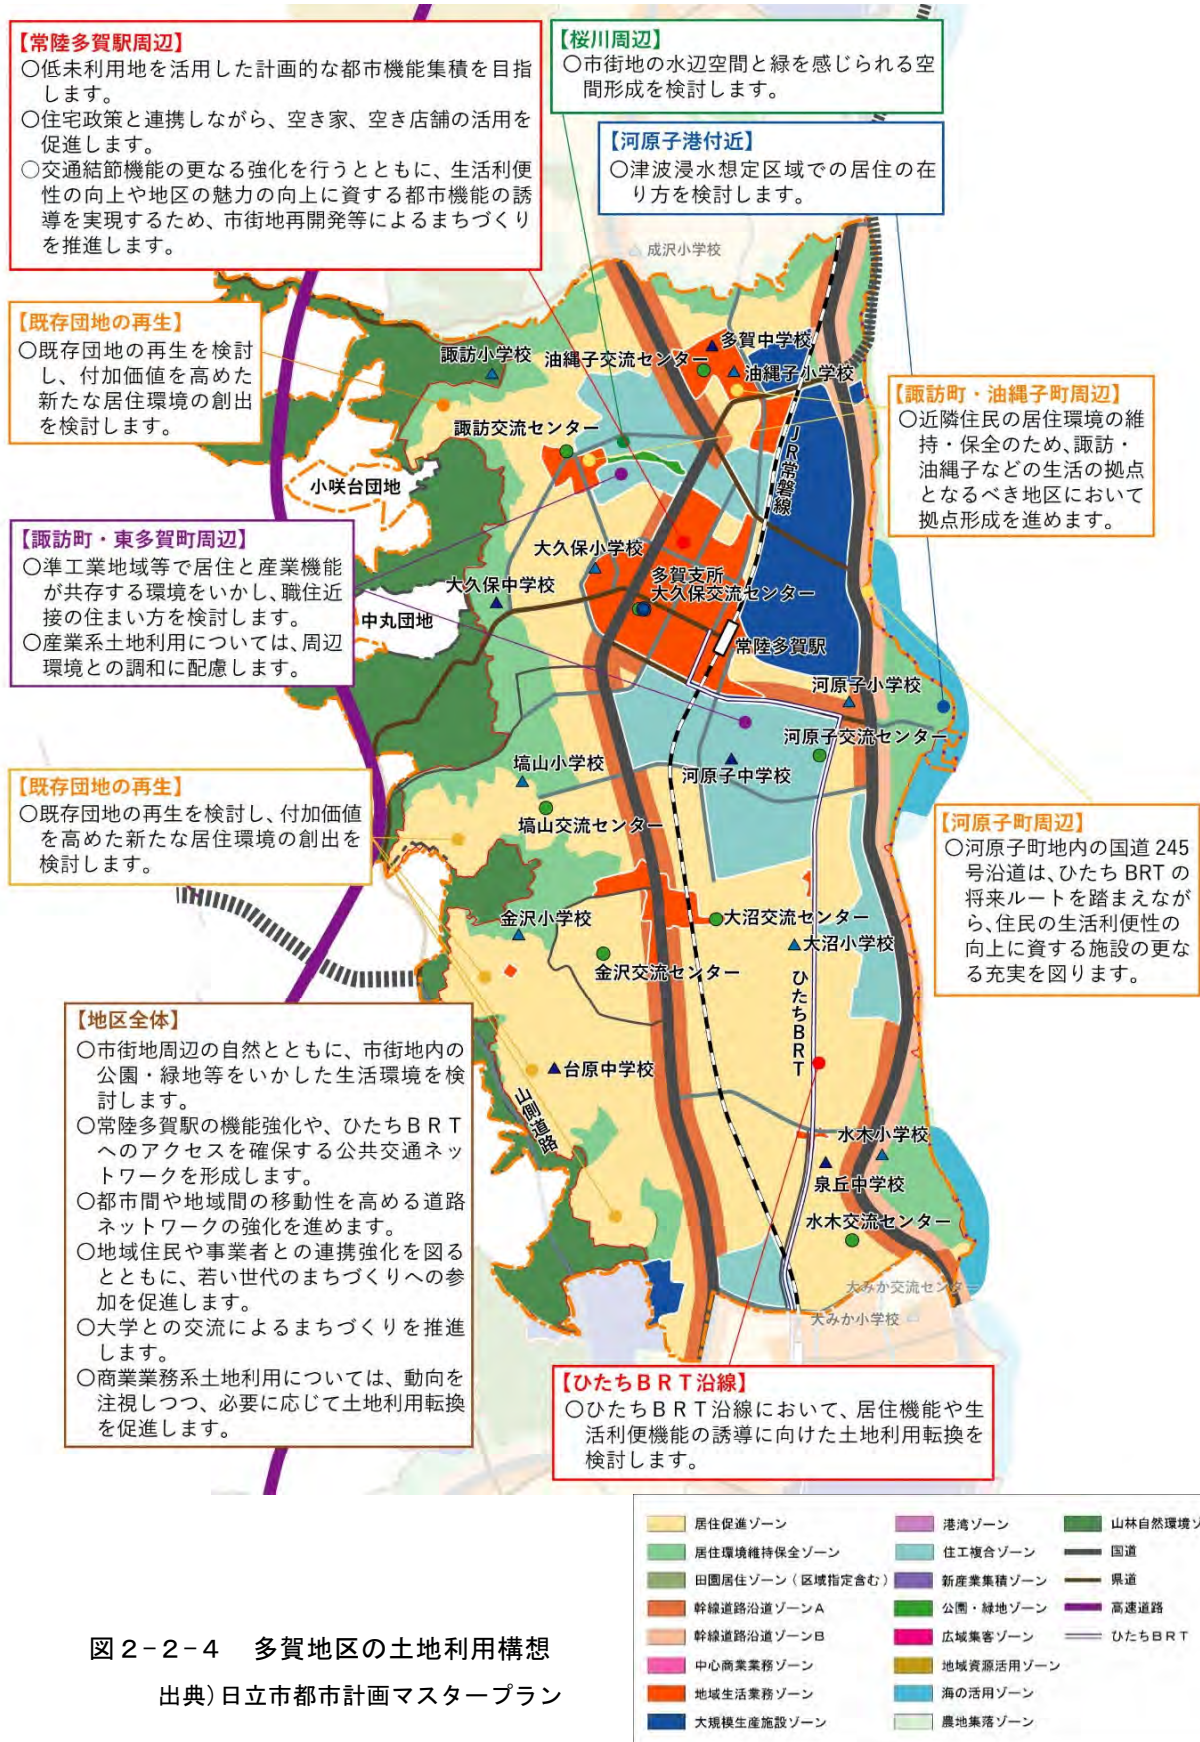 【常陸多賀駅周辺】
○低未利用地を活用した計画的な都市機能集積を目指
します。
○住宅政策と連携しながら、空き家、空き店舗の活用を
促進します。
○交通結節機能の更なる強化を行うとともに、生活利便
性の向上や地区の魅力の向上に資する都市機能の誘
導を実現するため、市街地再開発等によるまちづくり
を推進します。
【桜川周辺】
○市街地の水辺空間と緑を感じられる空
間形成を検討します。
【河原子港付近】
○津波浸水想定区域での居住の在
り方を検討します。
成沢小学校
【既存団地の再生】
○既存団地の再生を検討
し、付加価値を高めた
新たな居住環境の創出
を検討します。
諏訪小学校
油縄子交流センター
多賀中学校
油縄子小学校
諏訪交流センター
JR常磐線
【諏訪町・油縄子町周辺】
○近隣住民の居住環境の維
持・保全のため、諏訪・
油縄子などの生活の拠点
となるべき地区において
拠点形成を進めます。
小咲台団地
【諏訪町・東多賀町周辺】
○準工業地域等で居住と産業機能
が共存する環境をいかし、職住近
接の住まい方を検討します。
○産業系土地利用については、周辺
環境との調和に配慮します。
大久保小学校
大久保中学校
多賀支所
大久保交流センター
中丸団地
常陸多賀駅
河原子小学校
河原子交流センター
河原子中学校
塙山小学校
塙山交流センター
【既存団地の再生】
○既存団地の再生を検討し、付加価値
を高めた新たな居住環境の創出を
検討します。
【河原子町周辺】
○河原子町地内の国道 245
号沿道は、ひたち BRT の
将来ルートを踏まえなが
ら、住民の生活利便性の
向上に資する施設の更な
る充実を図ります。
金沢小学校
大沼交流センター
大沼小学校
金沢交流センター
ひたちBRT
【地区全体】
○市街地周辺の自然とともに、市街地内の
公園・緑地等をいかした生活環境を検
討します。
○常陸多賀駅の機能強化や、ひたちBRT
へのアクセスを確保する公共交通ネッ
トワークを形成します。
○都市間や地域間の移動性を高める道路
ネットワークの強化を進めます。
○地域住民や事業者との連携強化を図る
とともに、若い世代のまちづくりへの参
加を促進します。
○大学との交流によるまちづくりを推進
します。
○商業業務系土地利用については、動向を
注視しつつ、必要に応じて土地利用転換
を促進します。
台原中学校
山側道路
水木小学校
泉丘中学校
水木交流センター
大みか交流センター
大みか小学校
【ひたちBRT沿線】
○ひたちBRT沿線において、居住機能や生
活利便機能の誘導に向けた土地利用転換を
検討します。
居住促進ゾーン
居住環境維持保全ゾーン
田園居住ゾーン(区域指定含む)
幹線道路沿道ゾーンA
幹線道路沿道ゾーンB
中心商業業務ゾーン
地域生活業務ゾーン
大規模生産施設ゾーン
港湾ゾーン
住工複合ゾーン
新産業集積ゾーン
公園・緑地ゾーン
広域集客ゾーン
地域資源活用ゾーン
海の活用ゾーン
農地集落ゾーン
山林自然環境ゾ
国道
県道
高速道路
ひたちBRT
図2-2-4 多賀地区の土地利用構想
出典)日立市都市計画マスタープラン